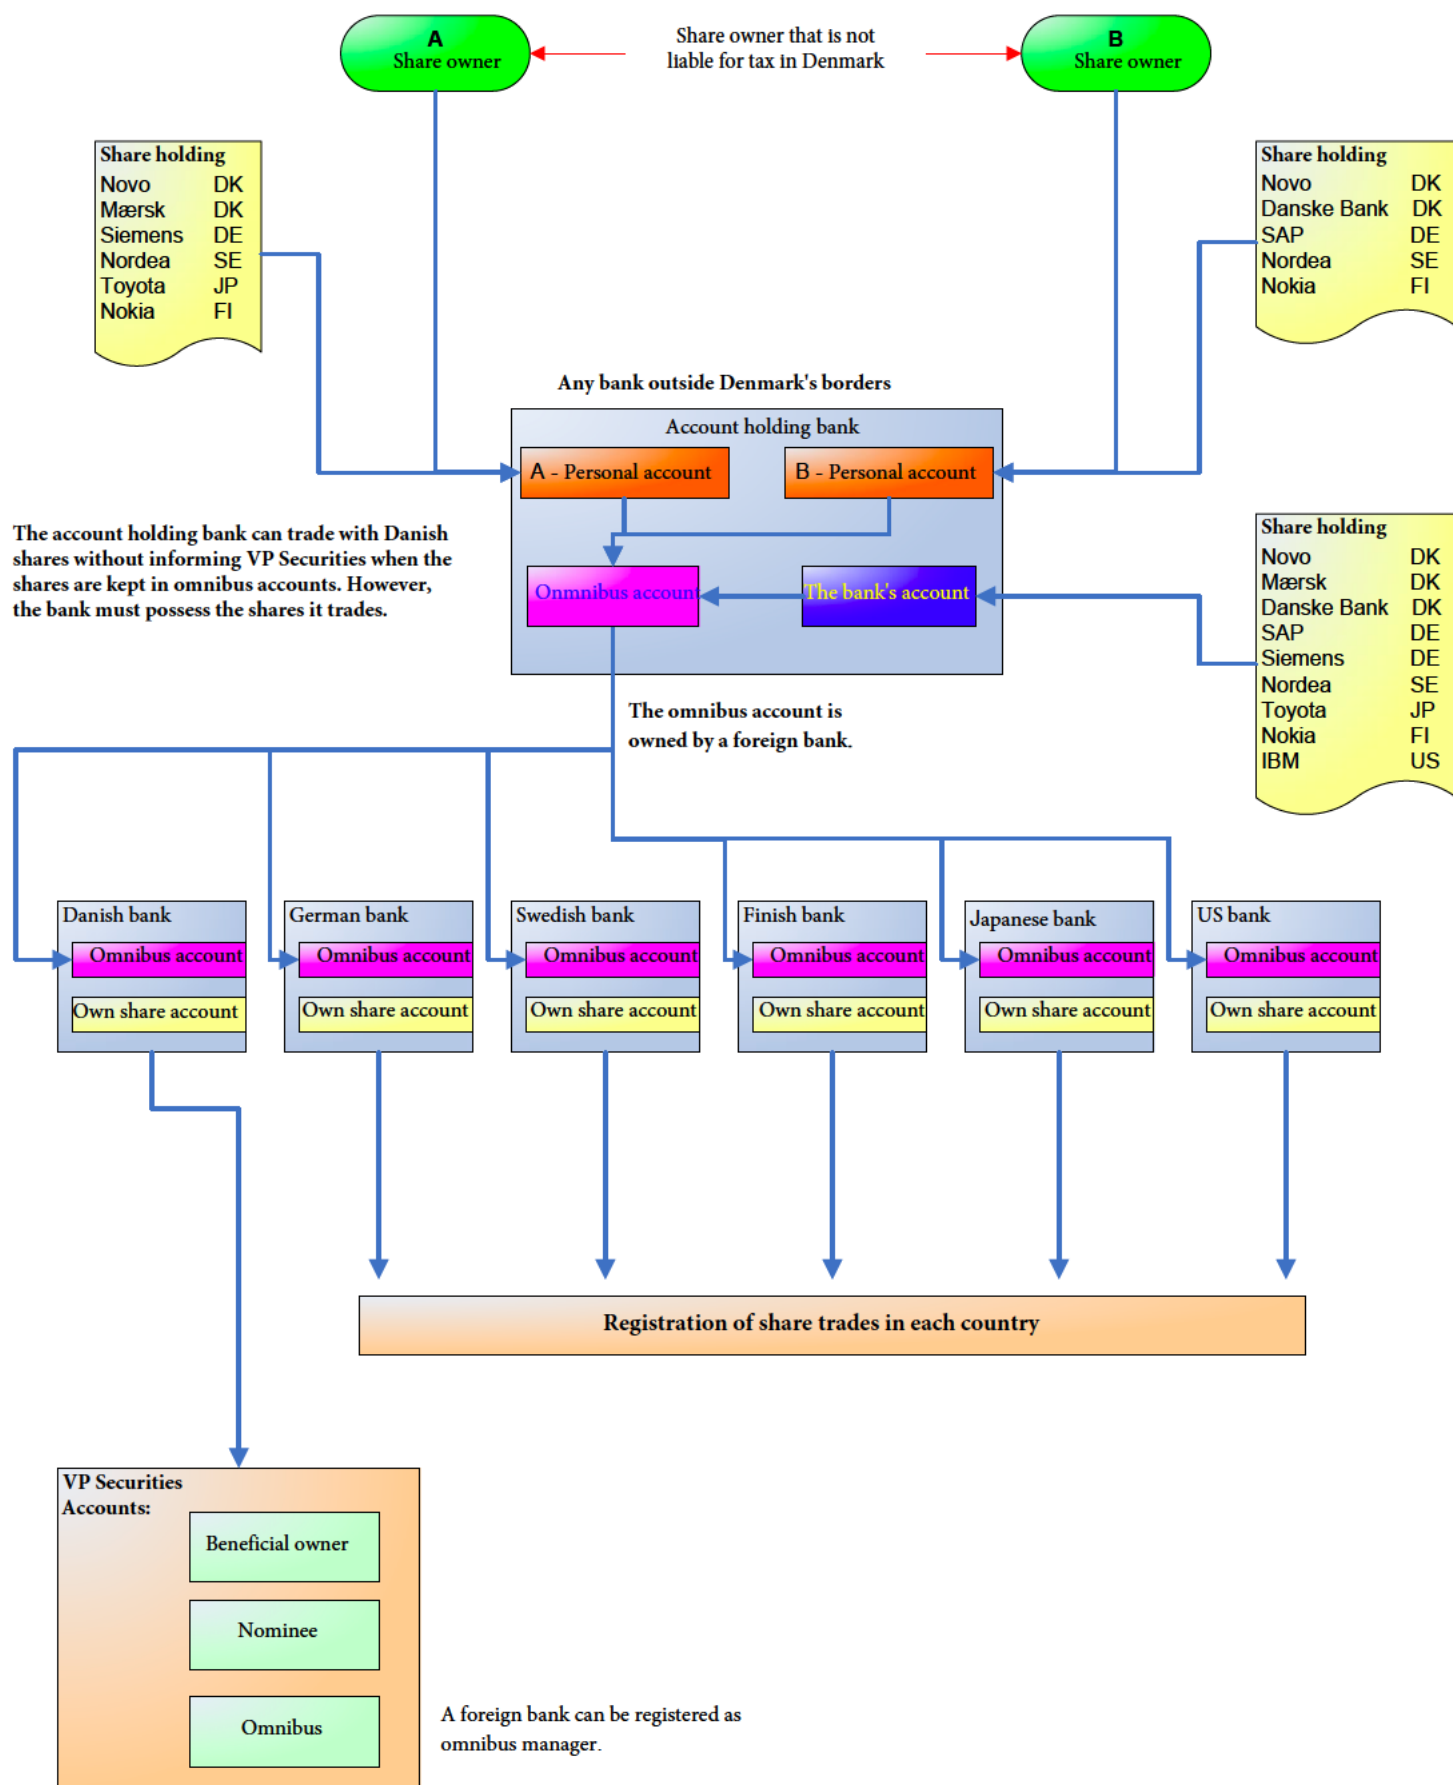 A
Share owner
Share owner that is not
liable for tax in Denmark
B
Share owner
Share holding
Novo DK
Mærsk DK
Siemens DE
Nordea SE
Toyota JP
Nokia FI
Share holding
Novo DK
Danske Bank DK
SAP DE
Nordea SE
Nokia FI
Any bank outside Denmark's borders
Account holding bank
A - Personal account
B - Personal account
The account holding bank can trade with Danish
shares without informing VP Securities when the
shares are kept in omnibus accounts. However,
the bank must possess the shares it trades.
Onmnibus account
The bank's account
Share holding
Novo DK
Mærsk DK
Danske Bank DK
SAP DE
Siemens DE
Nordea SE
Toyota JP
Nokia FI
IBM US
The omnibus account is
owned by a foreign bank.
Danish bank
Omnibus account
Own share account
German bank
Omnibus account
Own share account
Swedish bank
Omnibus account
Own share account
Finish bank
Omnibus account
Own share account
Japanese bank
Omnibus account
Own share account
US bank
Omnibus account
Own share account
Registration of share trades in each country
VP Securities
Accounts:
Beneficial owner
Nominee
Omnibus
A foreign bank can be registered as
omnibus manager.